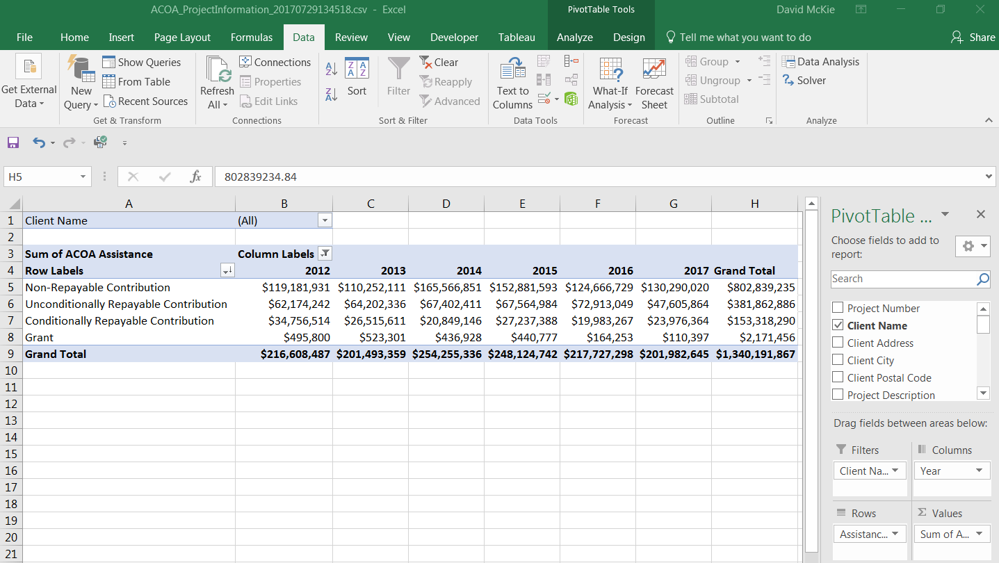 ACOA_ProjectInformation_20170729134518.csv - Excel
PivotTable Tools
David McKie
File Home Insert Page Layout Formulas Data Review View Developer Tableau Analyze Design Tell me what you want to do Share
Get External Data
New Query
Show Queries
From Table
Recent Sources
Get & Transform
Refresh All
Connections
Properties
Edit Links
Connections
Sort
Filter
Clear
Reapply
Advanced
Sort & Filter
Text to Columns
Data Tools
What-If Analysis
Forecast Sheet
Forecast
Group
Ungroup
Subtotal
Outline
Data Analysis
Solver
Analyze
H5 fx 802839234.84
A B C D E F G H
1 Client Name (All)
2
3 Sum of ACOA Assistance Column Labels
4 Row Labels 2012 2013 2014 2015 2016 2017 Grand Total
5 Non-Repayable Contribution $119,181,931 $110,252,111 $165,566,851 $152,881,593 $124,666,729 $130,290,020 $802,839,235
6 Unconditionally Repayable Contribution $62,174,242 $64,202,336 $67,402,411 $67,564,984 $72,913,049 $47,605,864 $381,862,886
7 Conditionally Repayable Contribution $34,756,514 $26,515,611 $20,849,146 $27,237,388 $19,983,267 $23,976,364 $153,318,290
8 Grant $495,800 $523,301 $436,928 $440,777 $164,253 $110,397 $2,171,456
9 Grand Total $216,608,487 $201,493,359 $254,255,336 $248,124,742 $217,727,298 $201,982,645 $1,340,191,867
10
11
12
13
14
15
16
17
18
19
20
21
PivotTable ...
Choose fields to add to
report:
Search
Project Number
Client Name
Client Address
Client City
Client Postal Code
Project Description
Drag fields between areas below:
Filters
Client Na...
Columns
Year
Rows
Assistanc...
Σ Values
Sum of A...